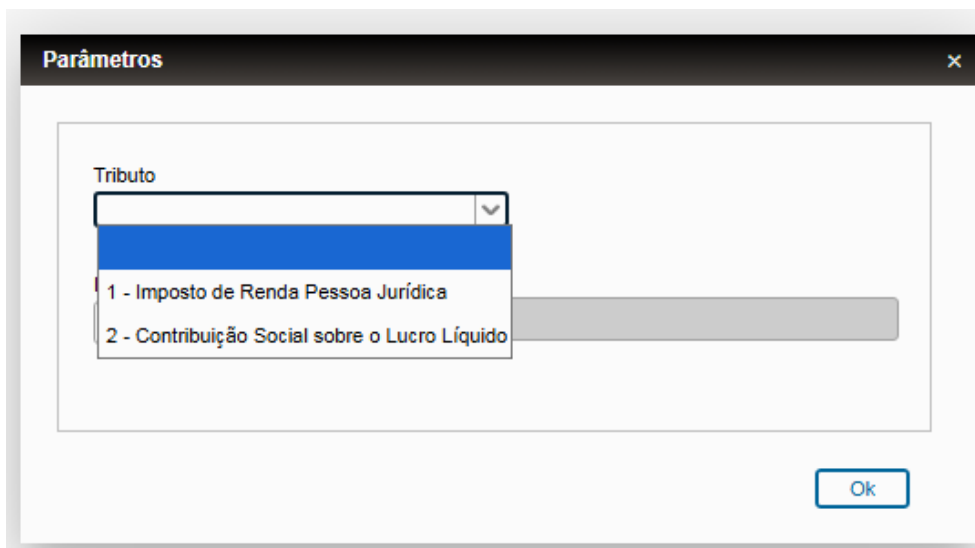 Parâmetros
×
Tributo
1 - Imposto de Renda Pessoa Jurídica
2 - Contribuição Social sobre o Lucro Líquido
Ok